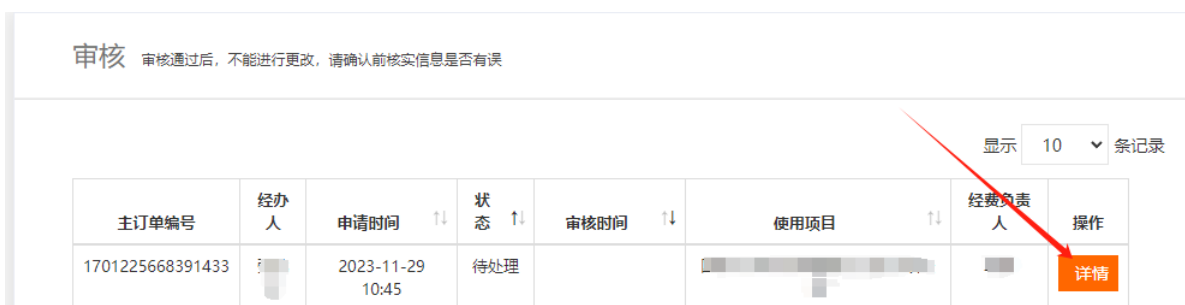 审核 审核通过后，不能进行更改，请确认前核实信息是否有误
显示 10 条记录
主订单编号 经办人 申请时间 状态 审核时间 使用项目 经费负责人 操作
1701225668391433 2023-11-29 待处理 详情
10:45